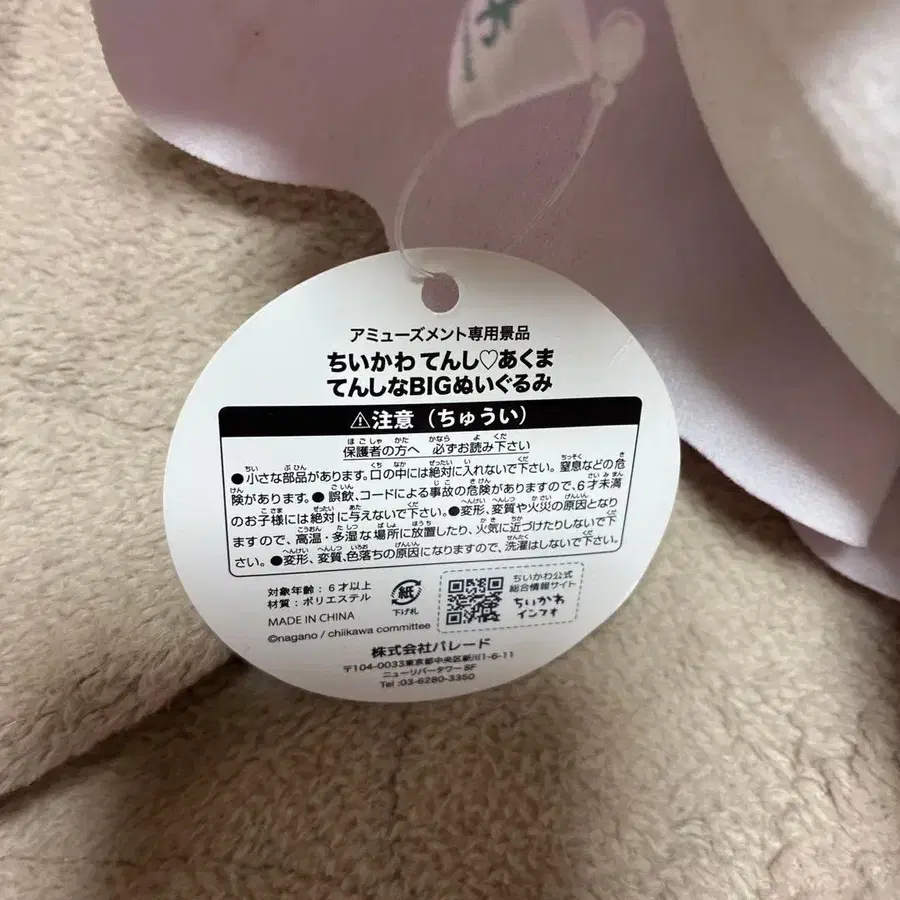 アミューズメント専用景品
ちいかわ てんし♡あくま
てんしなBIGぬいぐるみ
⚠注意（ちゅうい）
保護者の方へ 必ずお読み下さい
●小さな部品があります。口の中には絶対に入れないで下さい。窒息などの危
険があります。●誤飲、コードによる事故の危険がありますので、6才未満
のお子様には絶対に与えないで下さい。●変形、変質や火災の原因となり
ますので、高温・多湿な場所に放置したり、火気に近づけたりしないで下
さい。●変形、変質、色落ちの原因になりますので、洗濯はしないで下さい。
対象年齢：6才以上
材質：ポリエステル
MADE IN CHINA
©nagano / chiikawa committee
紙
下げ札
ちいかわ公式
総合情報サイト
ちいかわ
インフォ
株式会社パレード
〒104-0033東京都中央区新川1-6-11
ニューリバータワー8F
Tel :03-6280-3350